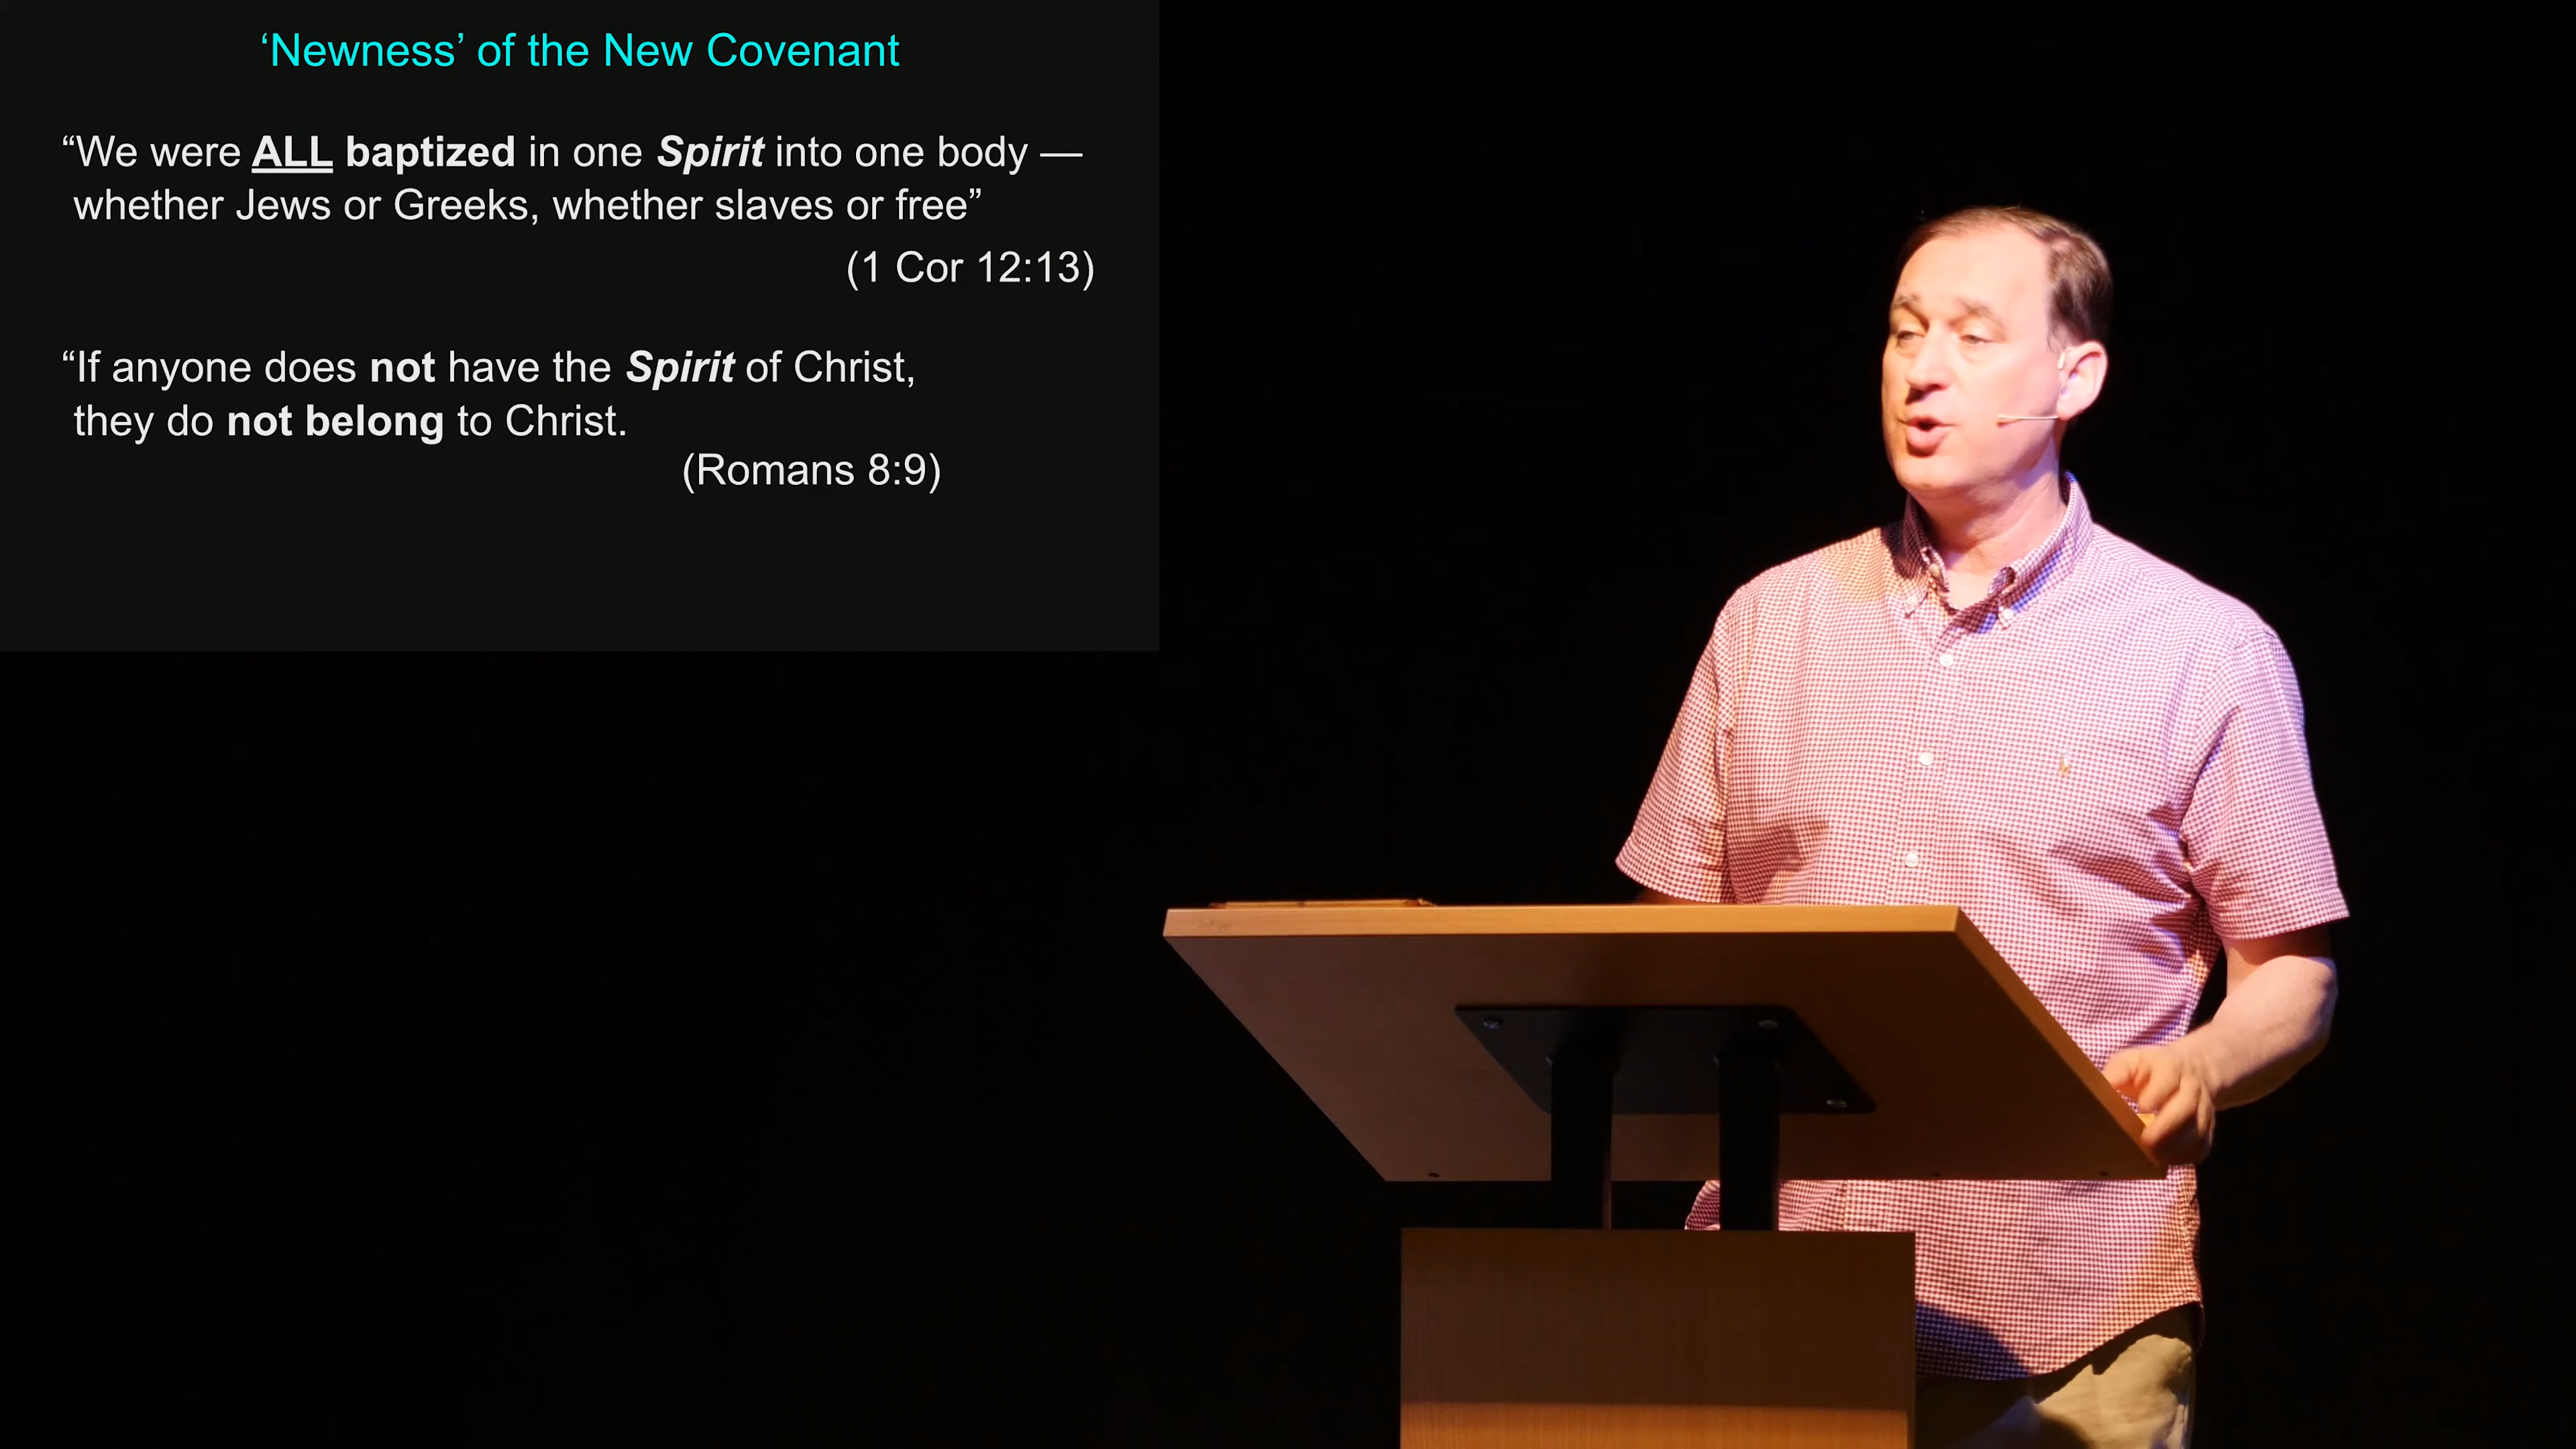 ‘Newness’ of the New Covenant
“We were ALL baptized in one Spirit into one body —
whether Jews or Greeks, whether slaves or free”
(1 Cor 12:13)
“If anyone does not have the Spirit of Christ,
they do not belong to Christ.
(Romans 8:9)